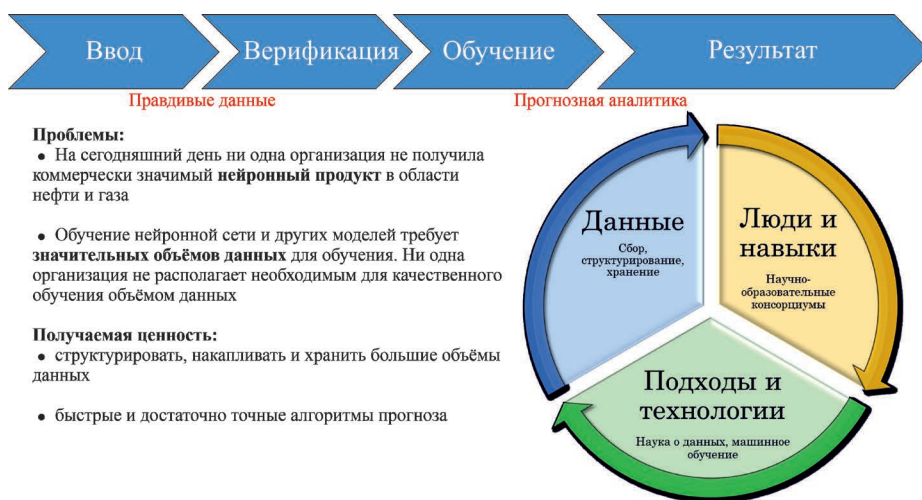 Ввод
Верификация
Обучение
Результат
Правдивые данные
Прогнозная аналитика
Проблемы:
• На сегодняшний день ни одна организация не получила
коммерчески значимый нейронный продукт в области
нефти и газа
• Обучение нейронной сети и других моделей требует
значительных объёмов данных для обучения. Ни одна
организация не располагает необходимым для качественного
обучения объёмом данных
Получаемая ценность:
• структурировать, накапливать и хранить большие объёмы
данных
• быстрые и достаточно точные алгоритмы прогноза
Данные
Сбор,
структурирование,
хранение
Люди и
навыки
Научно-
образовательные
консорциумы
Подходы и
технологии
Наука о данных, машинное
обучение